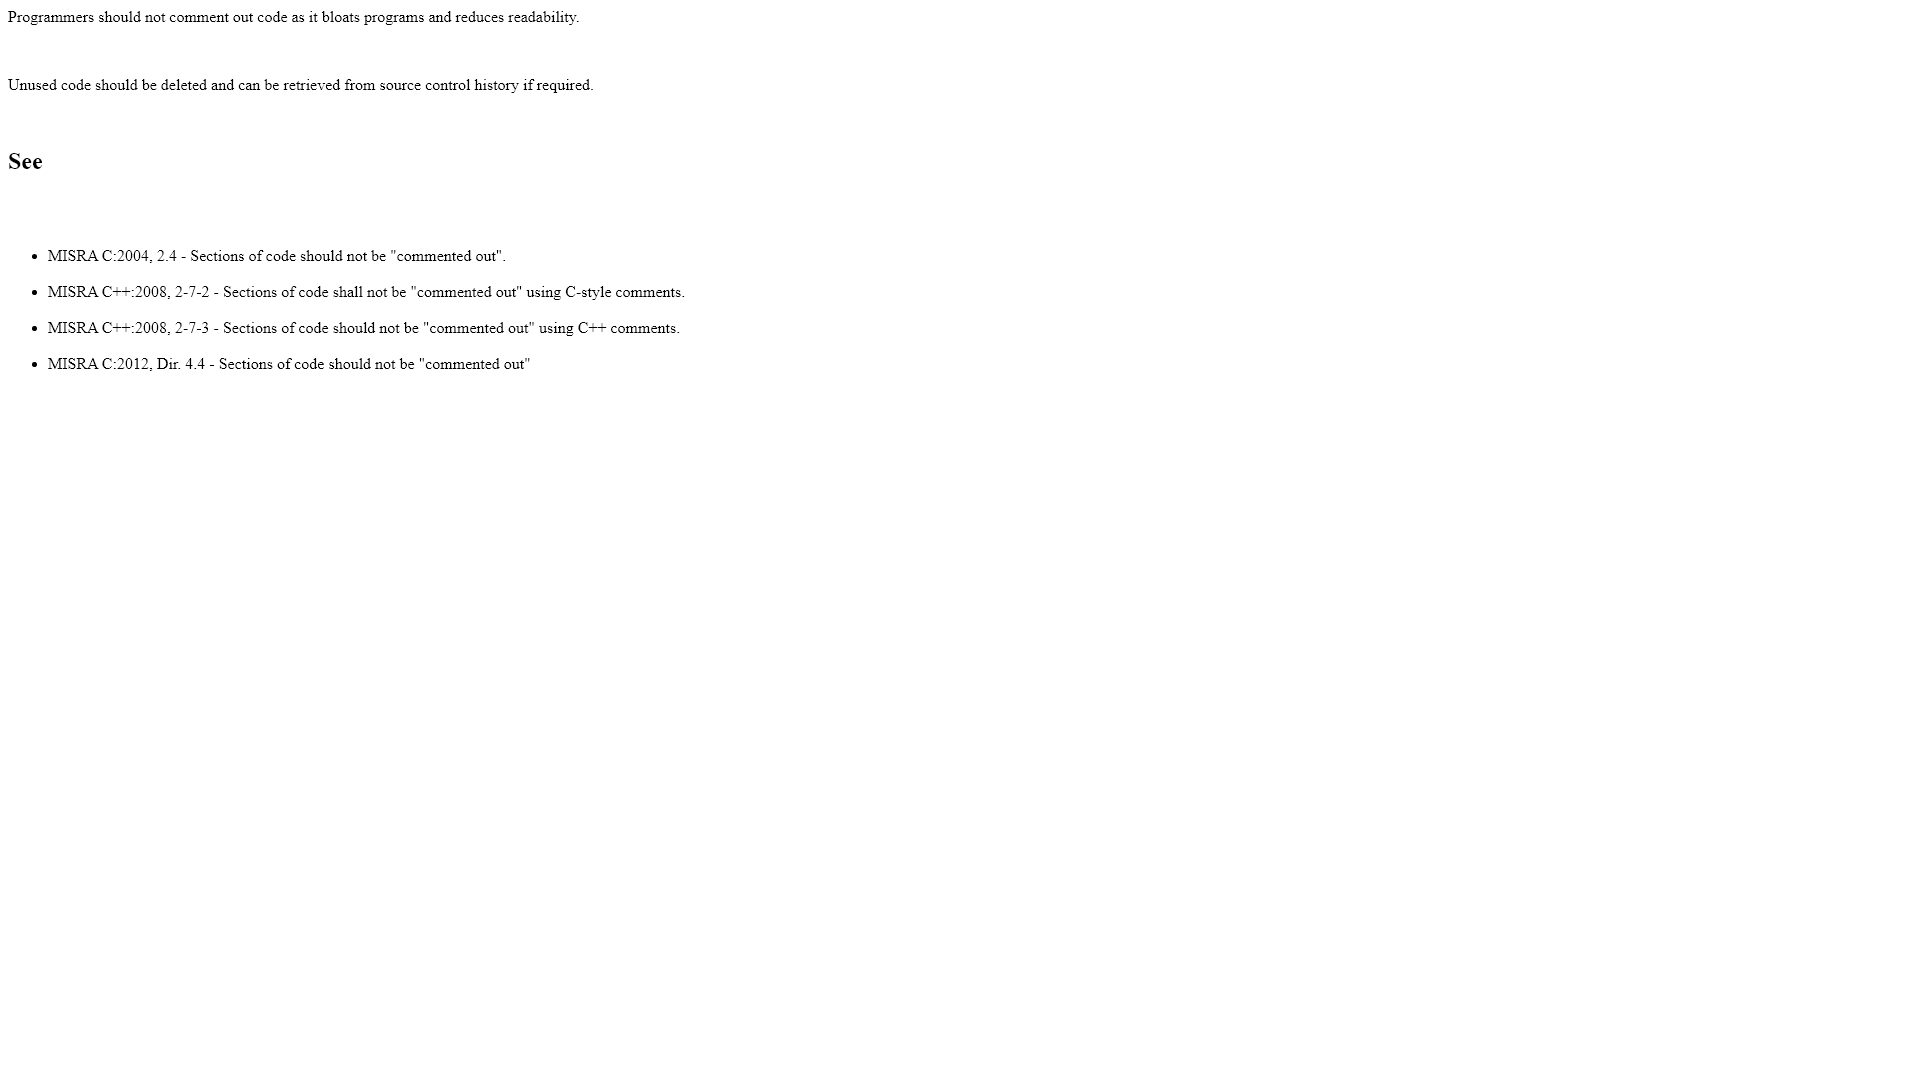 Programmers should not comment out code as it bloats programs and reduces readability.
Unused code should be deleted and can be retrieved from source control history if required.
See
• MISRA C:2004, 2.4 - Sections of code should not be "commented out".
• MISRA C++:2008, 2-7-2 - Sections of code shall not be "commented out" using C-style comments.
• MISRA C++:2008, 2-7-3 - Sections of code should not be "commented out" using C++ comments.
• MISRA C:2012, Dir. 4.4 - Sections of code should not be "commented out"